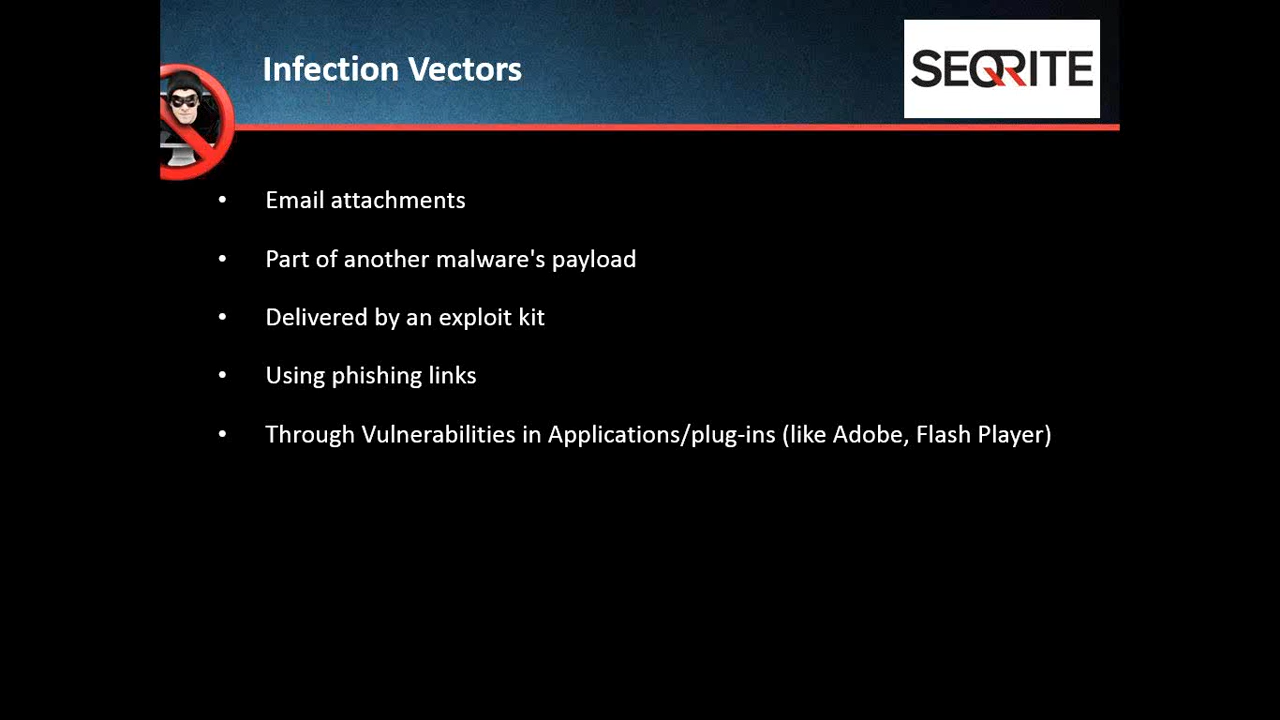 Infection Vectors
SEQRITE
• Email attachments
• Part of another malware's payload
• Delivered by an exploit kit
• Using phishing links
• Through Vulnerabilities in Applications/plug-ins (like Adobe, Flash Player)